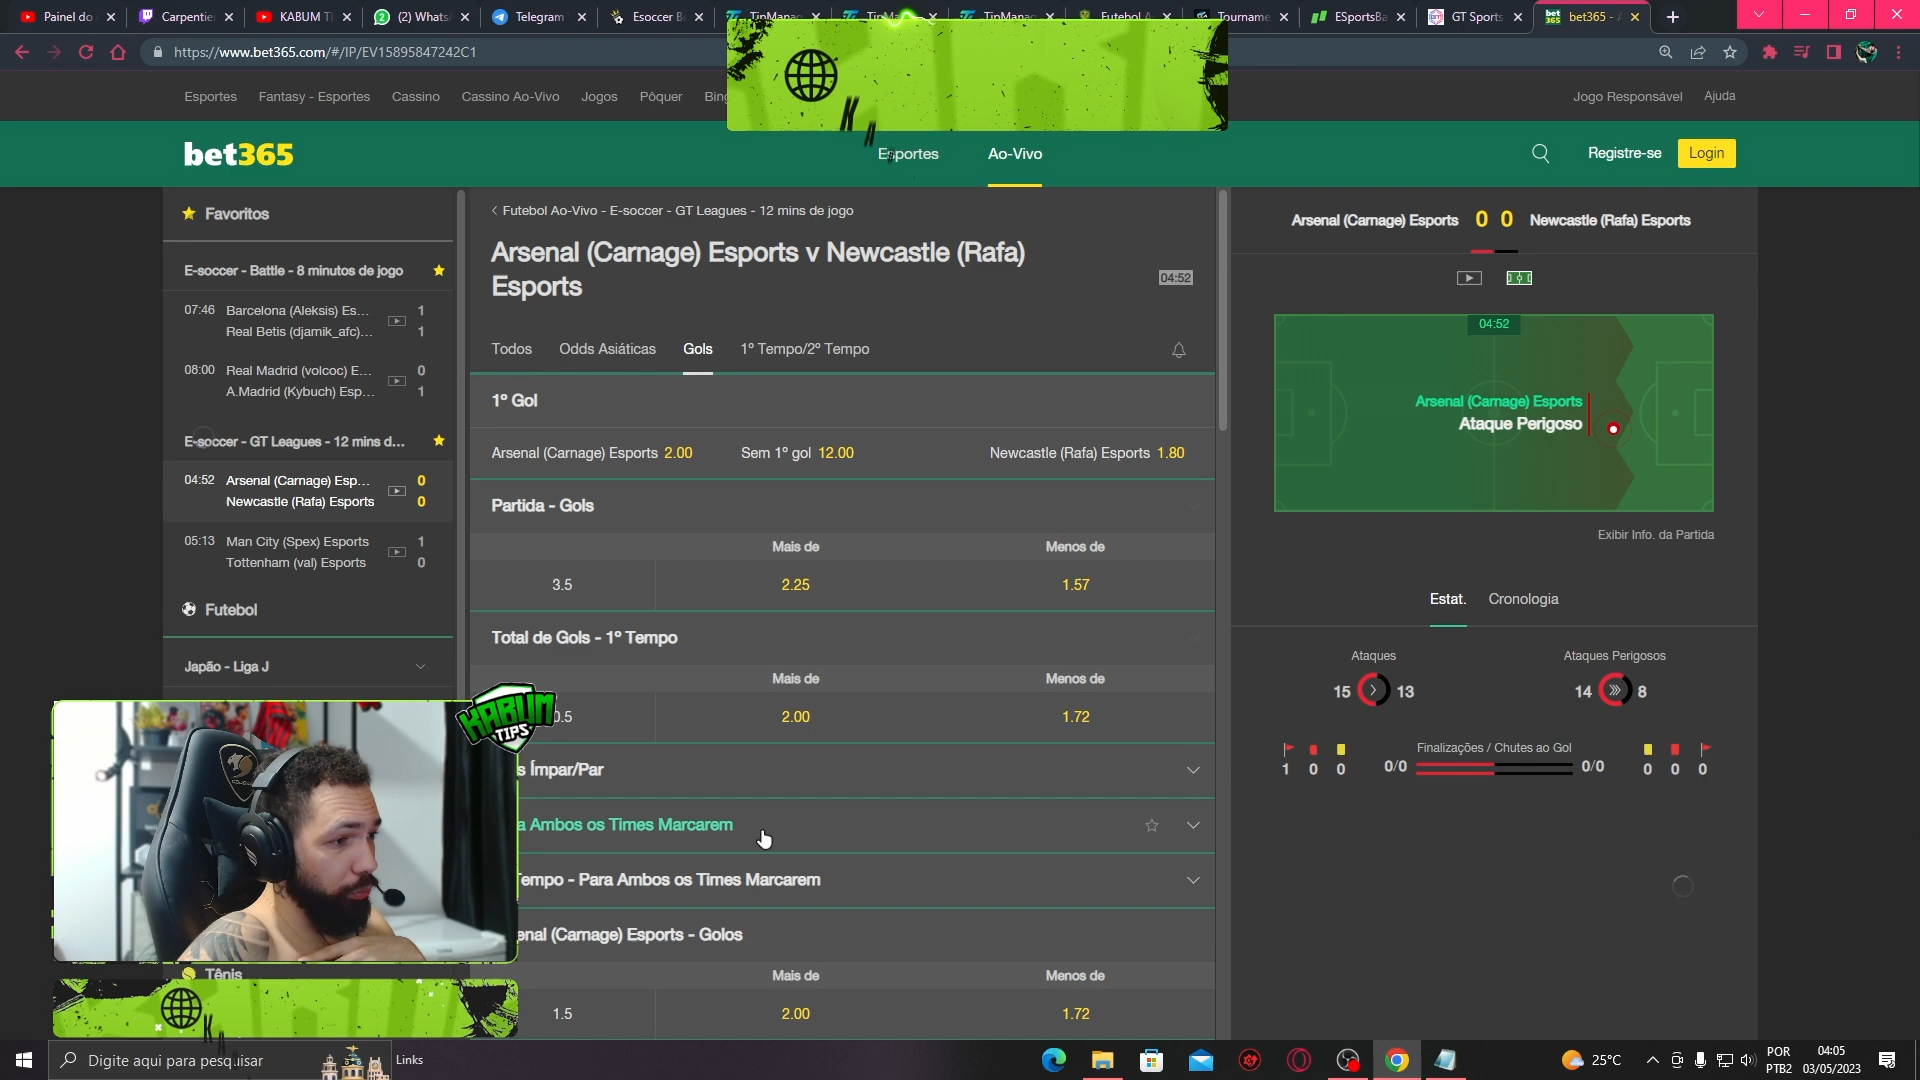 Painel do
Carpentier
KABUM T
(2) Whats
Telegram
Esoccer B
TipManag
TipMa
TipManag
Futebol A
Tourname
ESportsBa
GT Sports
bet365 -
https://www.bet365.com/#/IP/EV15895847242C1
Esportes
Fantasy - Esportes
Cassino
Cassino Ao-Vivo
Jogos
Pôquer
Bing
Jogo Responsável
Ajuda
bet365
Esportes
Ao-Vivo
Registre-se
Login
Favoritos
E-soccer - Battle - 8 minutos de jogo
07:46 Barcelona (Aleksis) Es... 1
Real Betis (djamik_afc)... 1
08:00 Real Madrid (volcoc) E... 0
A.Madrid (Kybuch) Esp... 1
E-soccer - GT Leagues - 12 mins d...
04:52 Arsenal (Carnage) Esp... 0
Newcastle (Rafa) Esports 0
05:13 Man City (Spex) Esports 1
Tottenham (val) Esports 0
Futebol
Japão - Liga J
Tênis
Futebol Ao-Vivo - E-soccer - GT Leagues - 12 mins de jogo
Arsenal (Carnage) Esports v Newcastle (Rafa)
Esports
04:52
Todos
Odds Asiáticas
Gols
1º Tempo/2º Tempo
1º Gol
Arsenal (Carnage) Esports 2.00
Sem 1º gol 12.00
Newcastle (Rafa) Esports 1.80
Partida - Gols
Mais de Menos de
3.5 2.25 1.57
Total de Gols - 1º Tempo
Mais de Menos de
0.5 2.00 1.72
s Ímpar/Par
a Ambos os Times Marcarem
Tempo - Para Ambos os Times Marcarem
enal (Carnage) Esports - Golos
Mais de Menos de
1.5 2.00 1.72
Arsenal (Carnage) Esports 0 0 Newcastle (Rafa) Esports
04:52
Arsenal (Carnage) Esports
Ataque Perigoso
Exibir Info. da Partida
Estat.
Cronologia
Ataques
15 13
Ataques Perigosos
14 8
Finalizações / Chutes ao Gol
1 0 0 0/0 0/0 0 0 0
KABUM
TIPS
COUGAR
Digite aqui para pesquisar
Links
25°C
POR
PTB2
04:05
03/05/2023